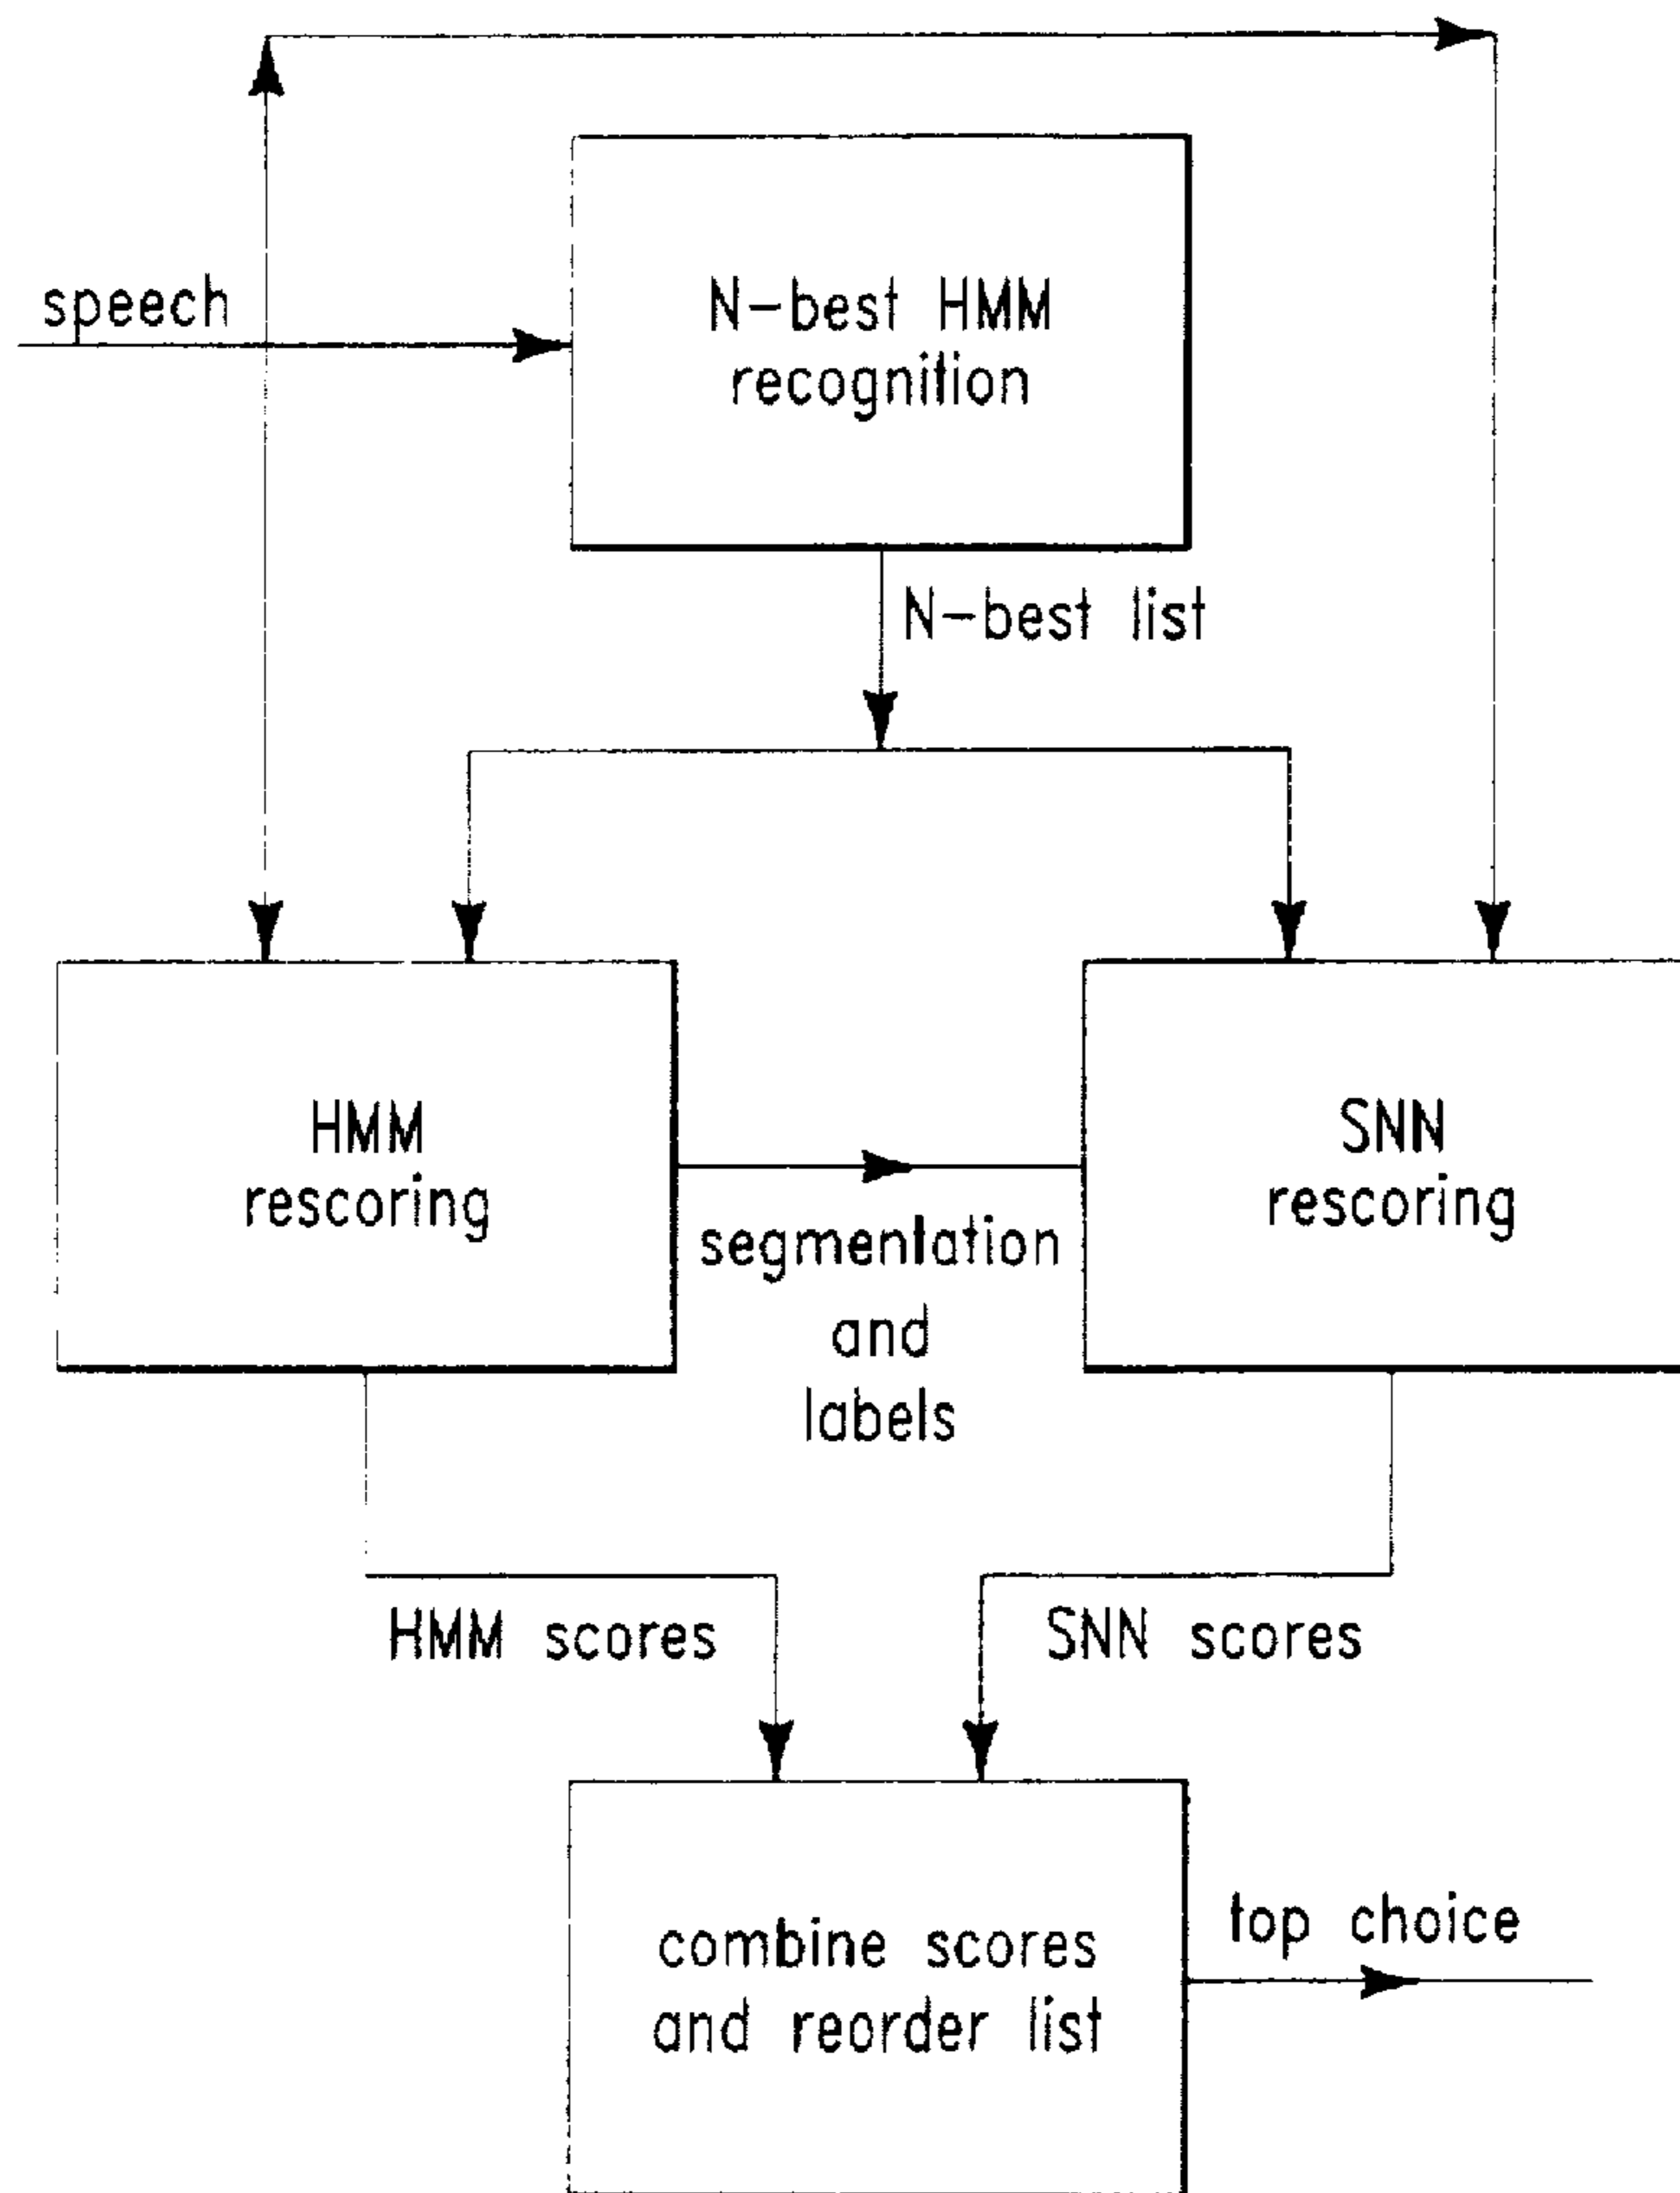 speech
N-best HMM
recognition
N-best list
HMM
rescoring
SNN
rescoring
segmentation
and
labels
HMM scores
SNN scores
combine scores
and reorder list
top choice